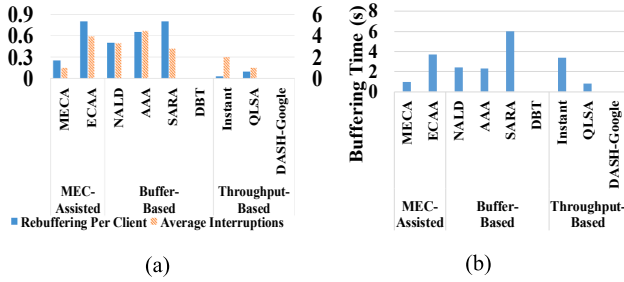 0.9
0.6
0.3
0
6
4
2
0
MECA
ECAA
NALD
AAA
SARA
DBT
Instant
QLSA
DASH-Google
MEC-
Assisted
Buffer-
Based
Throughput-
Based
Rebuffering Per Client
Average Interruptions
(a)
Buffering Time (s)
8
6
4
2
0
MECA
ECAA
NALD
AAA
SARA
DBT
Instant
QLSA
DASH-Google
MEC-
Assisted
Buffer-
Based
Throughput-
Based
(b)